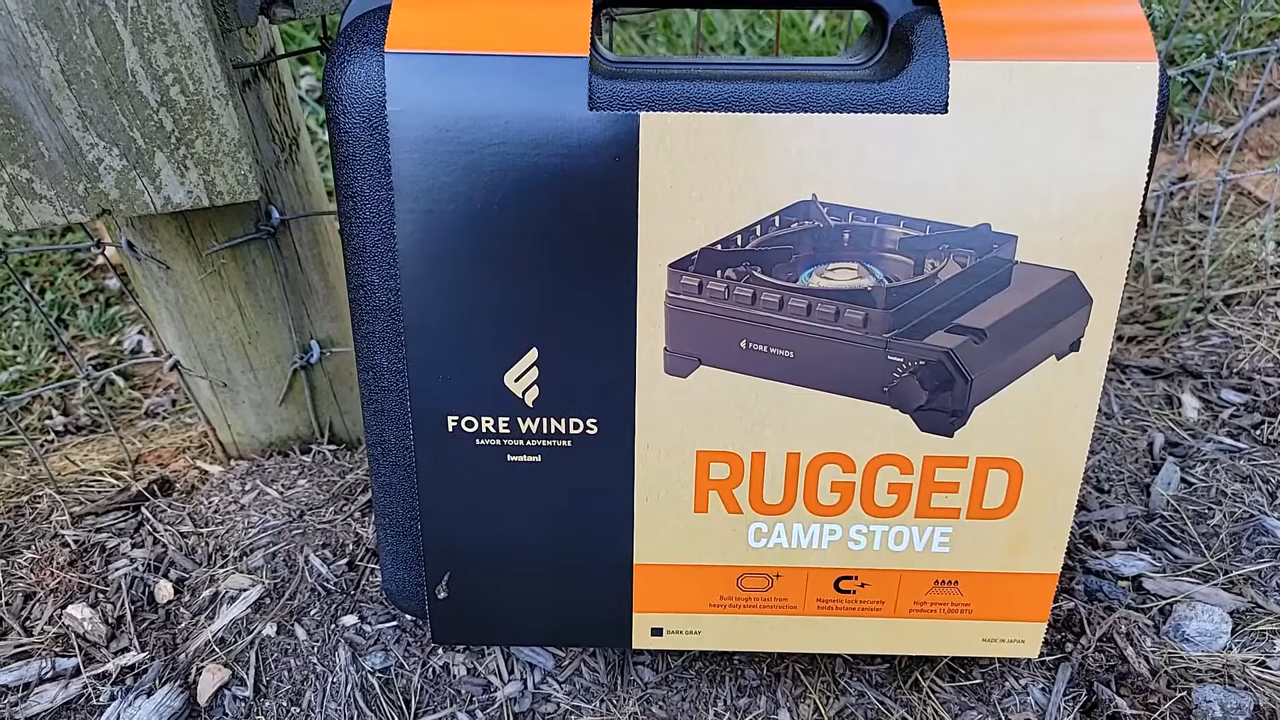 FORE WINDS
SAVOR YOUR ADVENTURE
Iwatani
FORE WINDS
Iwatani
RUGGED
CAMP STOVE
Built tough to last from
heavy duty steel construction
Magnetic lock securely
holds butane canister
High-power burner
produces 11,000 BTU
DARK GRAY
MADE IN JAPAN